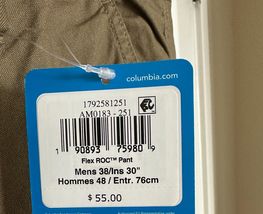 columbia.com
1792581251
AM0183 - 251
1 90893 75980 9
Flex ROC™ Pant
Mens 38/Ins 30"
Hommes 48 / Entr. 76cm
$ 55.00